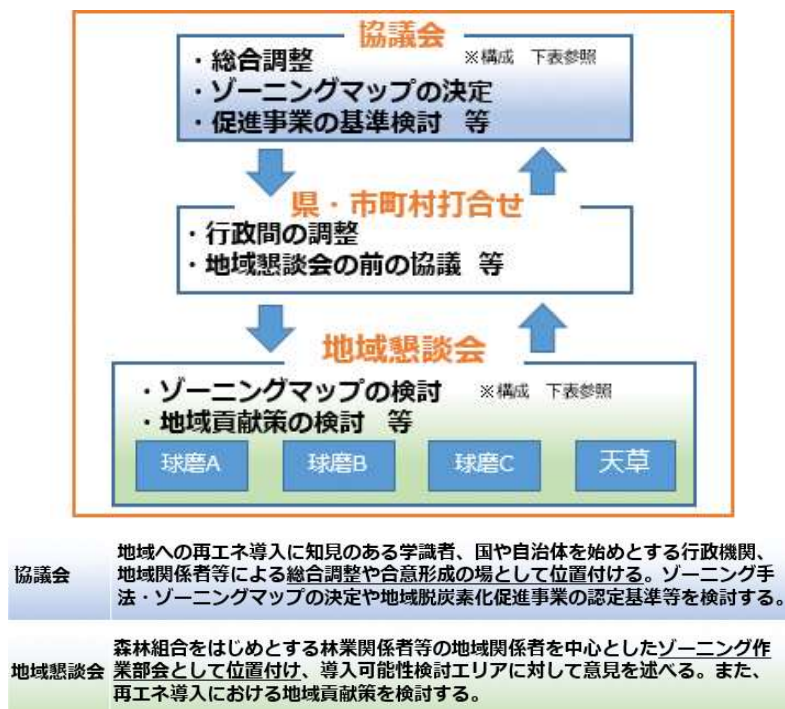 協議会
・総合調整 ※構成 下表参照
・ゾーニングマップの決定
・促進事業の基準検討 等
県・市町村打合せ
・行政間の調整
・地域懇談会の前の協議 等
地域懇談会
・ゾーニングマップの検討 ※構成 下表参照
・地域貢献策の検討 等
球磨A 球磨B 球磨C 天草
協議会
地域への再エネ導入に知見のある学識者、国や自治体を始めとする行政機関、
地域関係者等による総合調整や合意形成の場として位置付ける。ゾーニング手
法・ゾーニングマップの決定や地域脱炭素化促進事業の認定基準等を検討する。
地域懇談会
森林組合をはじめとする林業関係者等の地域関係者を中心としたゾーニング作
業部会として位置付け、導入可能性検討エリアに対して意見を述べる。また、
再エネ導入における地域貢献策を検討する。